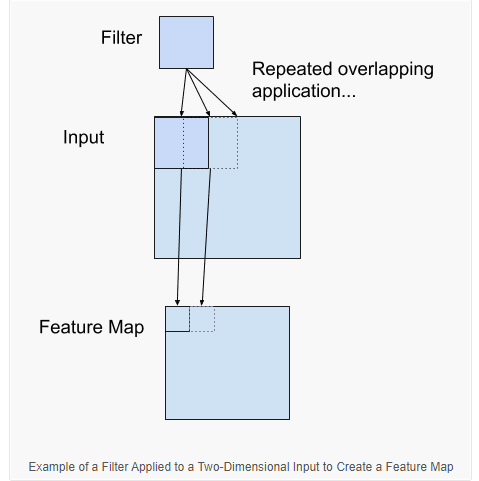 Filter
Repeated overlapping
application...
Input
Feature Map
Example of a Filter Applied to a Two-Dimensional Input to Create a Feature Map